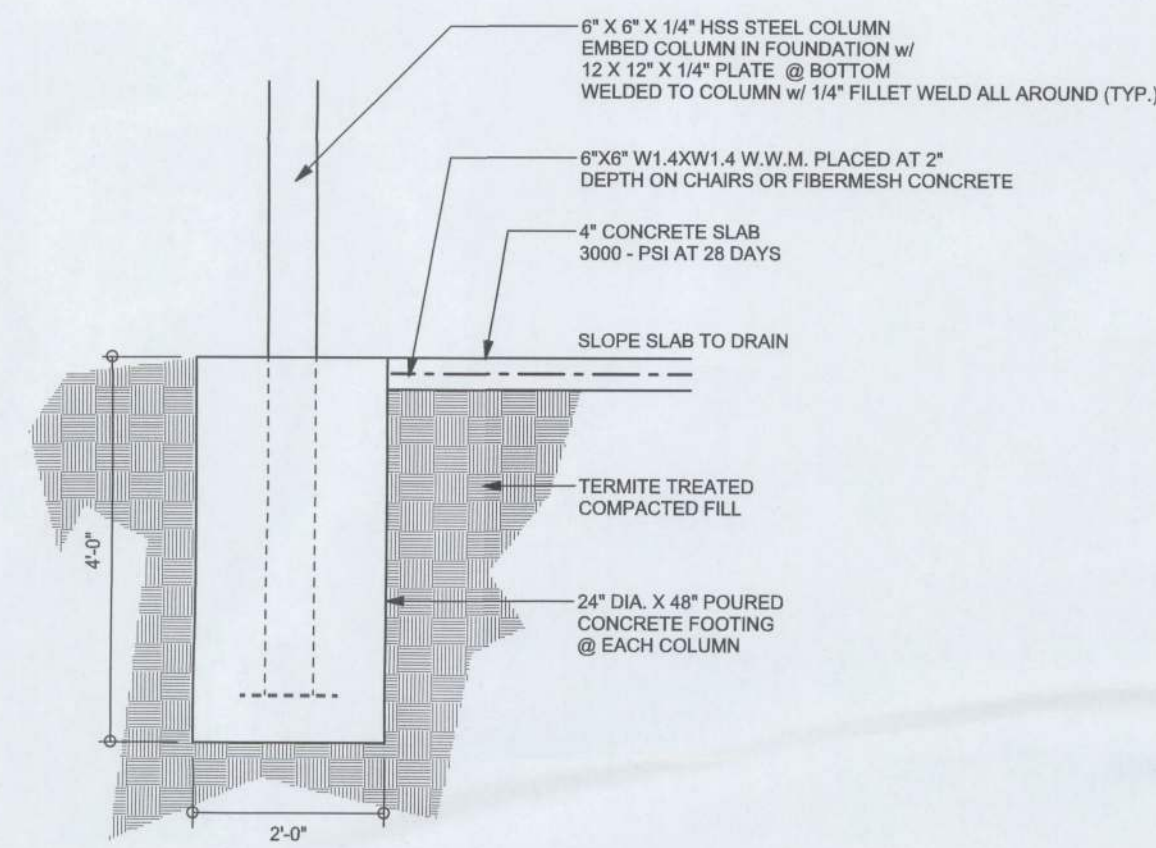 6" X 6" X 1/4" HSS STEEL COLUMN
EMBED COLUMN IN FOUNDATION w/
12 X 12" X 1/4" PLATE @ BOTTOM
WELDED TO COLUMN w/ 1/4" FILLET WELD ALL AROUND (TYP.)
6"X6" W1.4XW1.4 W.W.M. PLACED AT 2"
DEPTH ON CHAIRS OR FIBERMESH CONCRETE
4" CONCRETE SLAB
3000 - PSI AT 28 DAYS
SLOPE SLAB TO DRAIN
TERMITE TREATED
COMPACTED FILL
4'-0"
24" DIA. X 48" POURED
CONCRETE FOOTING
@ EACH COLUMN
2'-0"